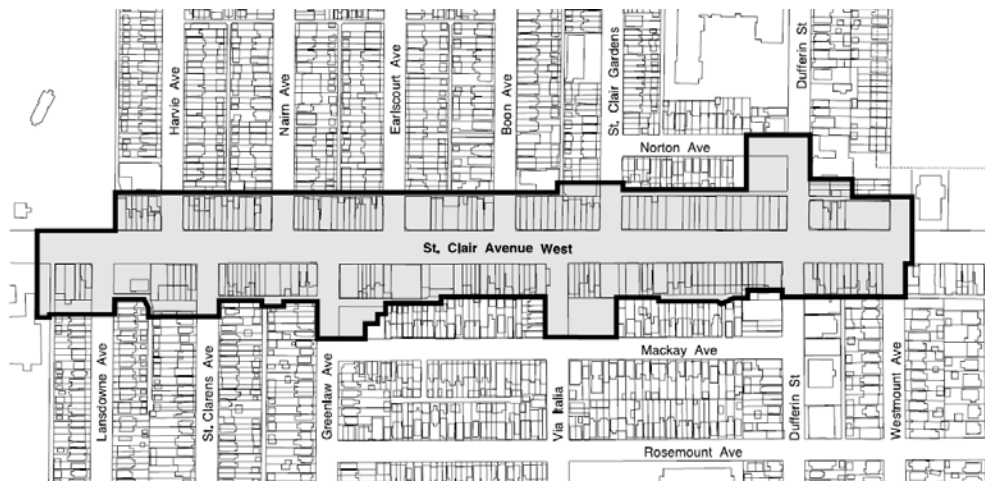 Harvie Ave
Nairn Ave
Earlscourt Ave
Boon Ave
St. Clair Gardens
Dufferin St
Norton Ave
St. Clair Avenue West
Lansdowne Ave
St. Clarens Ave
Greenlaw Ave
Via Italia
Mackay Ave
Dufferin St
Westmount Ave
Rosemount Ave